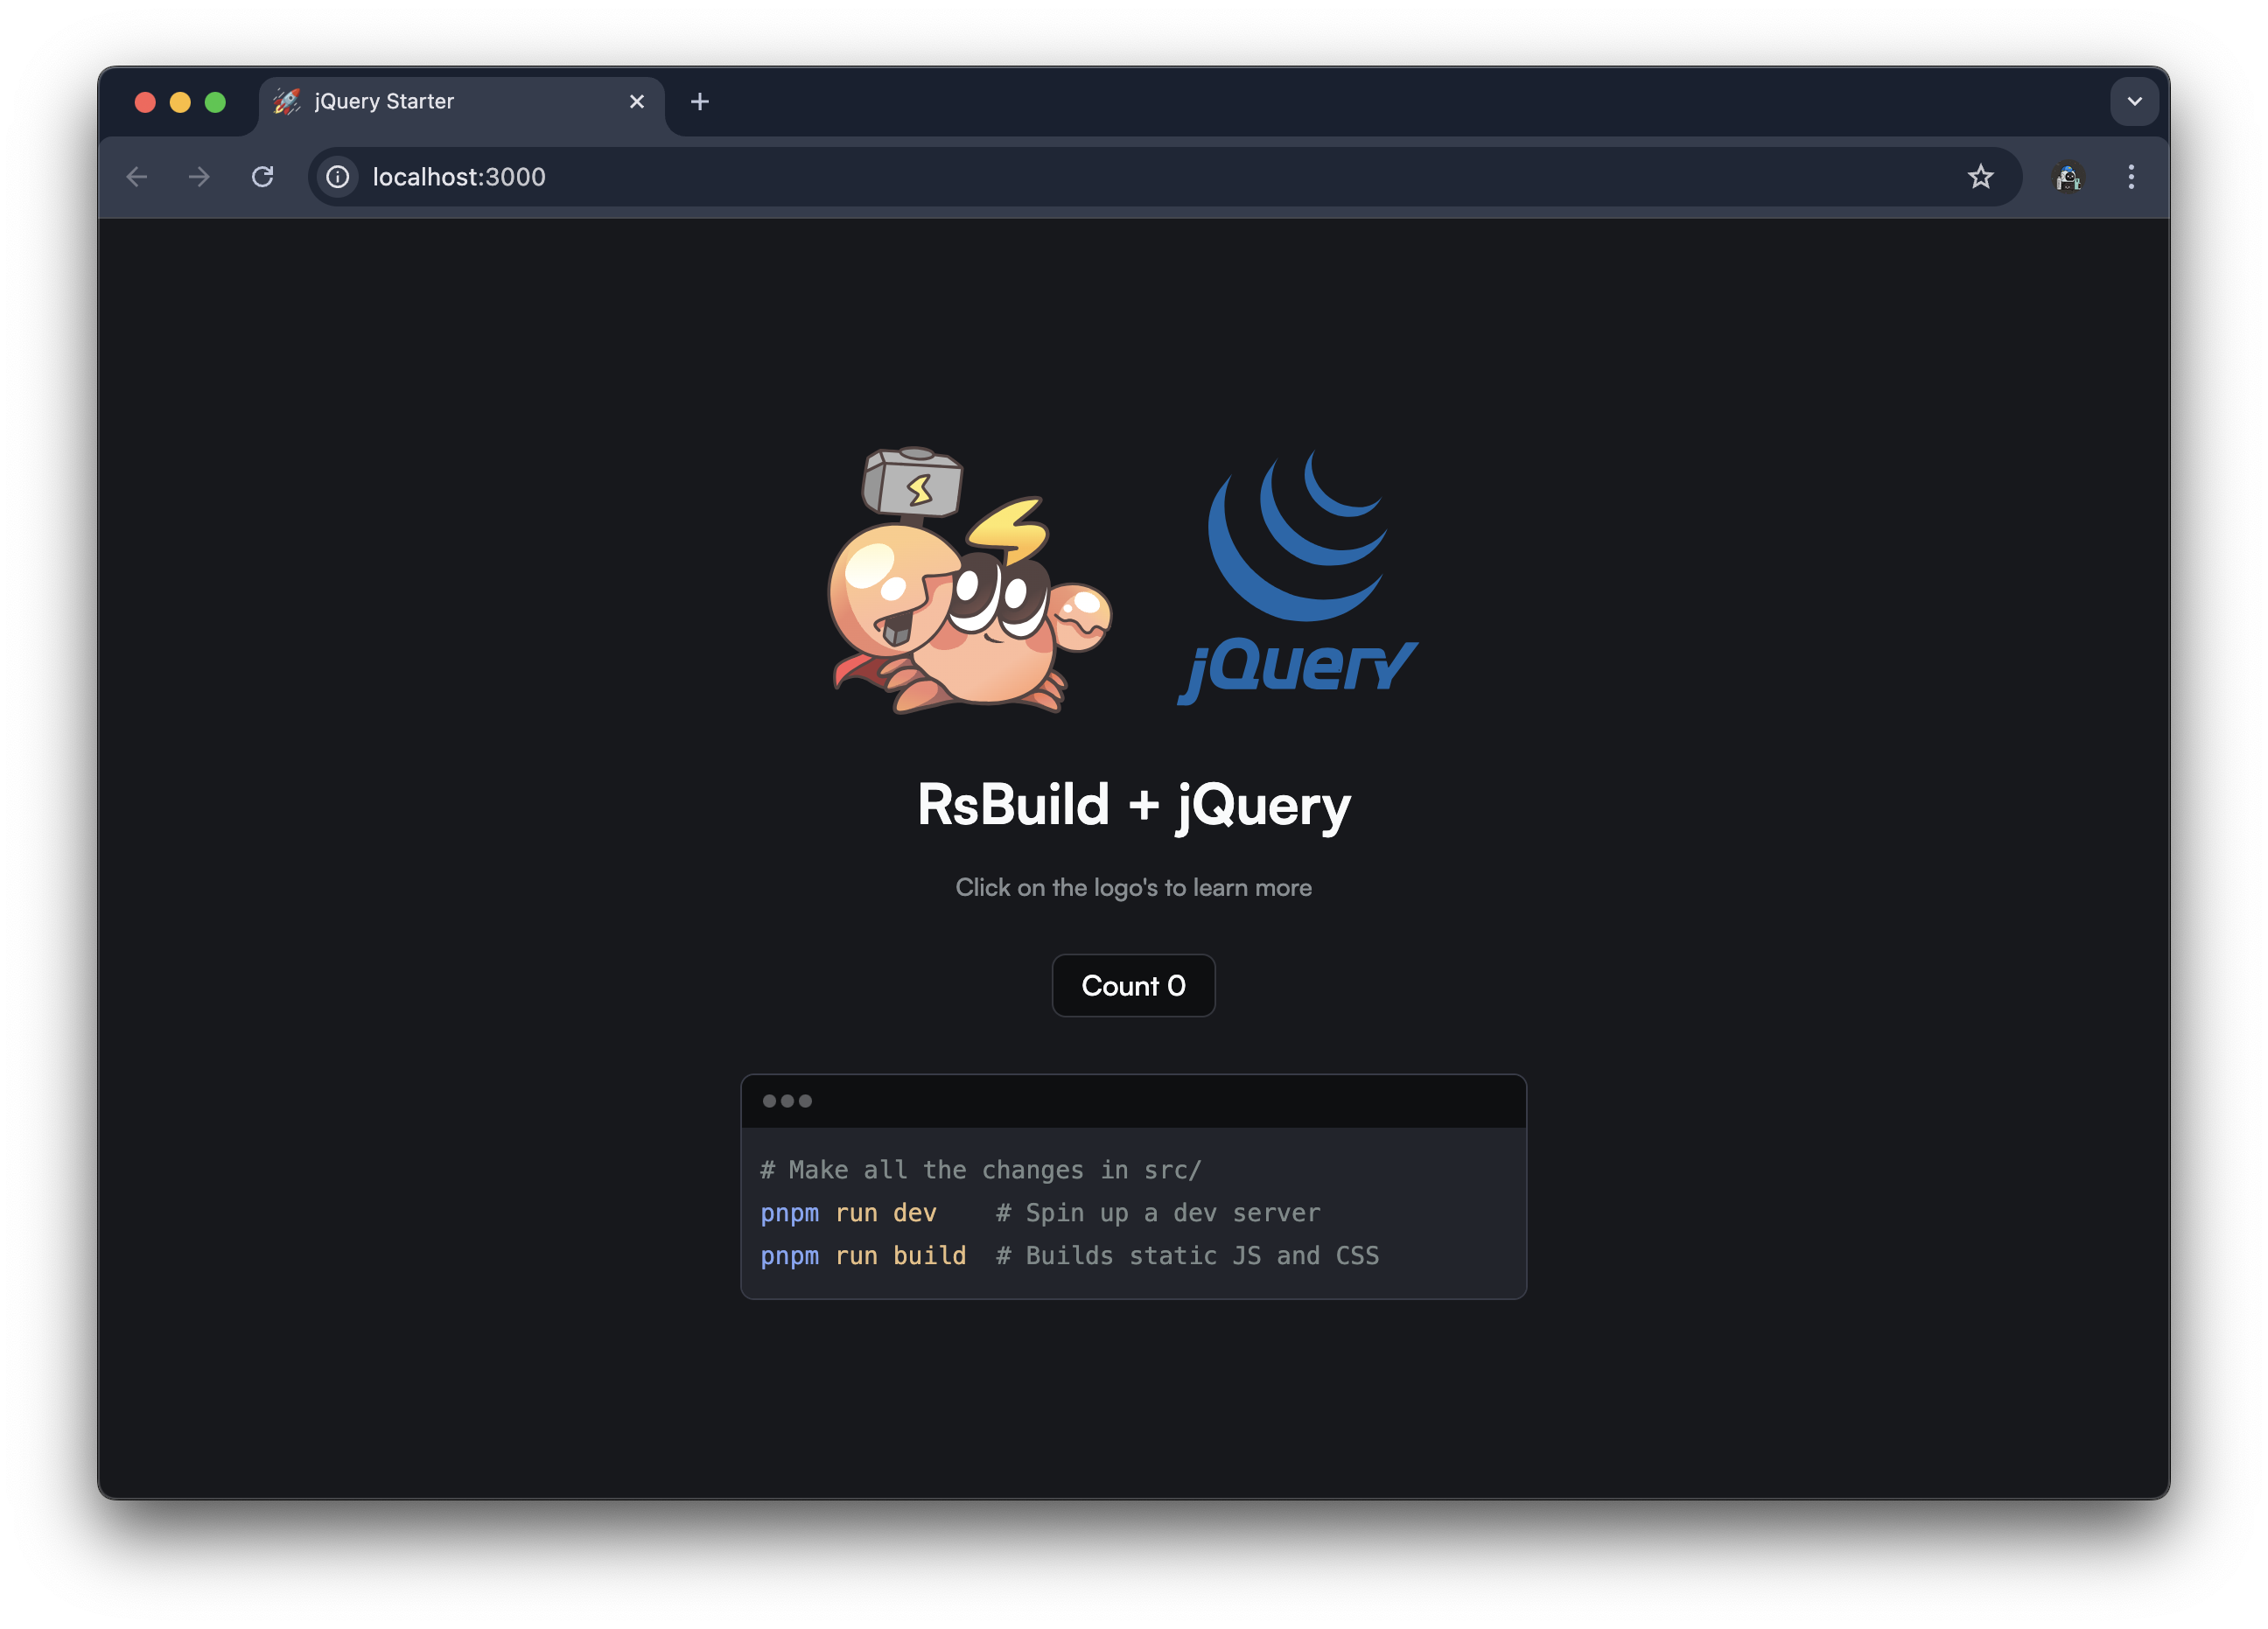 jQuery Starter
localhost:3000
jQuery
RsBuild + jQuery
Click on the logo's to learn more
Count 0
# Make all the changes in src/
pnpm run dev    # Spin up a dev server
pnpm run build  # Builds static JS and CSS